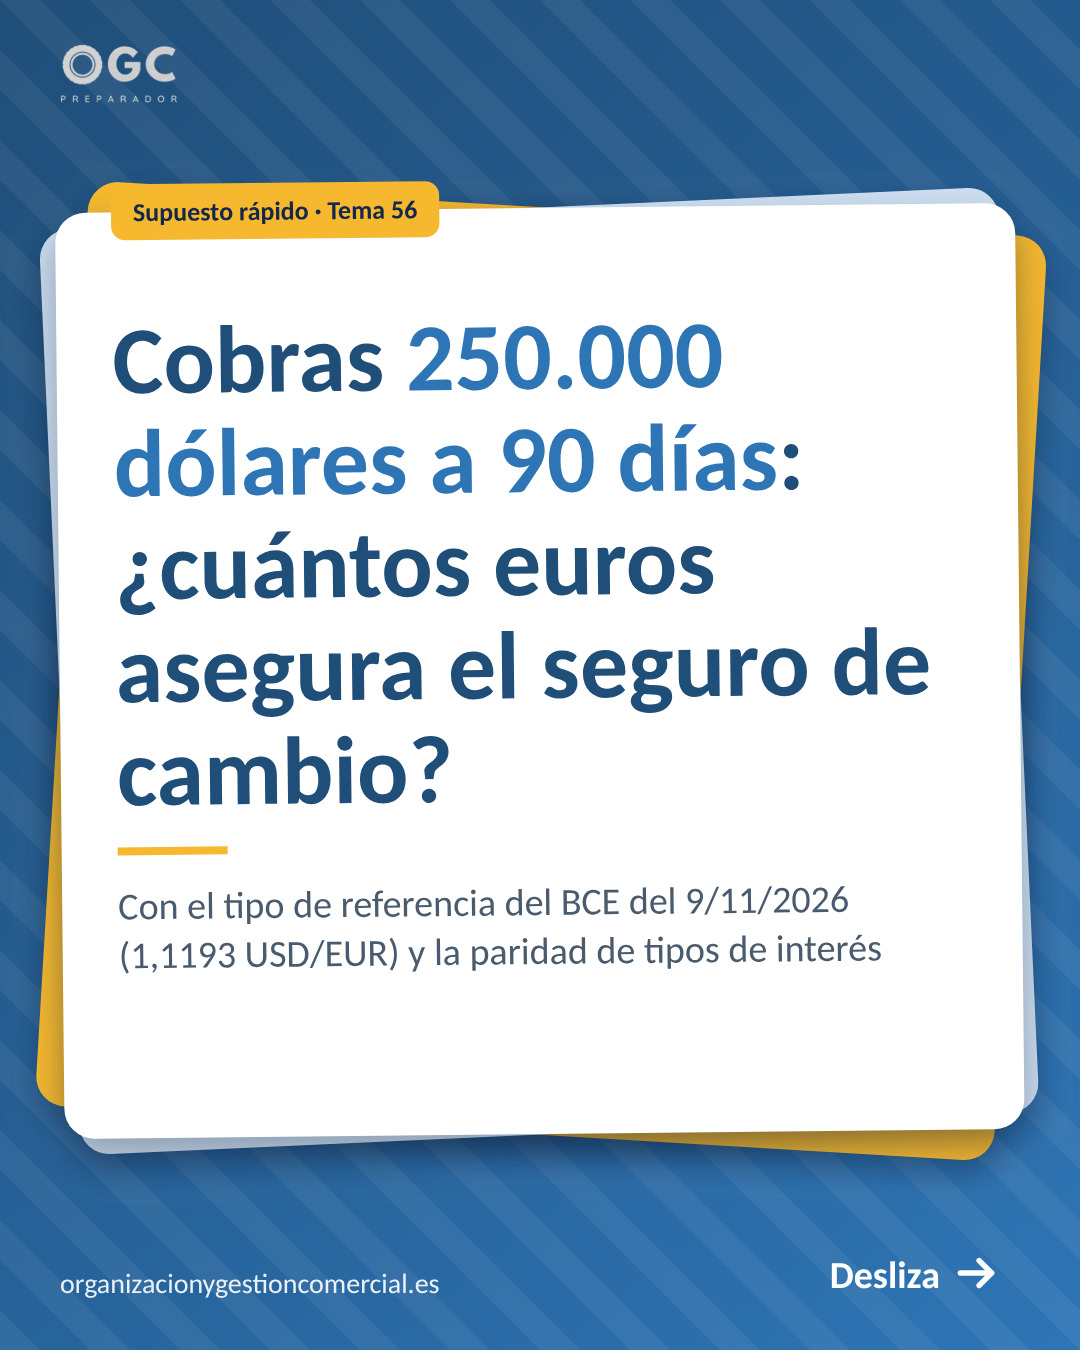 OGC
PREPARADOR
Supuesto rápido · Tema 56
Cobras 250.000
dólares a 90 días:
¿cuántos euros
asegura el seguro de
cambio?
Con el tipo de referencia del BCE del 9/11/2026
(1,1193 USD/EUR) y la paridad de tipos de interés
organizacionygestioncomercial.es
Desliza →